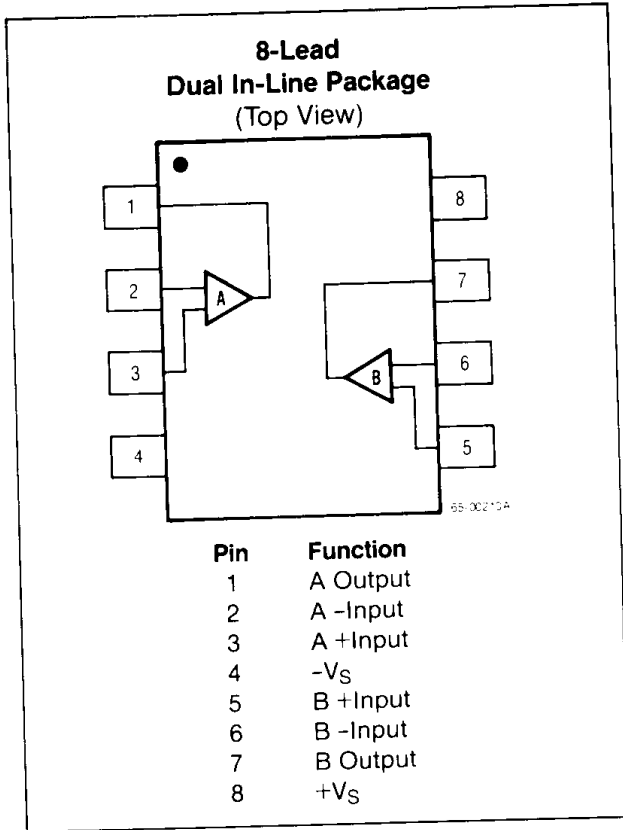 8-Lead
Dual In-Line Package
(Top View)
1
8
2
A
7
3
B
6
4
5
Pin Function
1 A Output
2 A -Input
3 A +Input
4 -VS
5 B +Input
6 B -Input
7 B Output
8 +VS